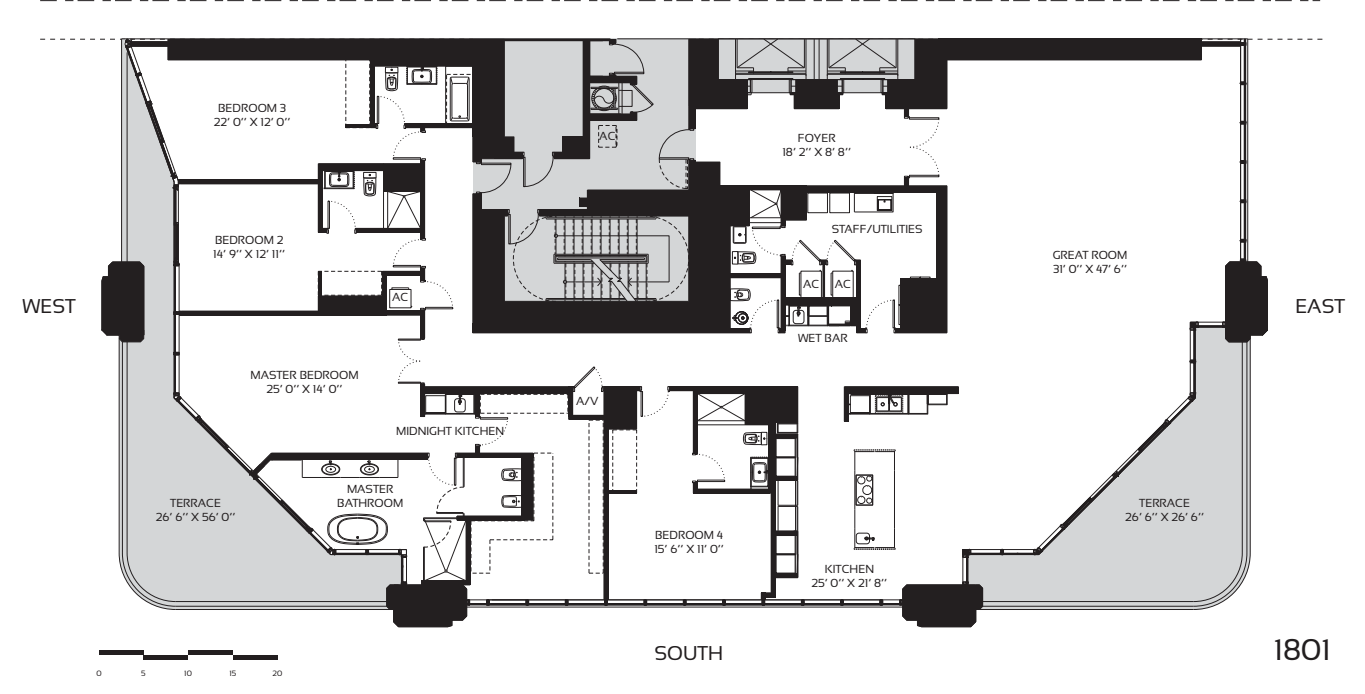 BEDROOM 3
22' 0'' X 12' 0''
FOYER
18' 2'' X 8' 8''
AC
BEDROOM 2
14' 9'' X 12' 11''
STAFF/UTILITIES
GREAT ROOM
31' 0'' X 47' 6''
AC
AC
AC
WEST
EAST
WET BAR
MASTER BEDROOM
25' 0'' X 14' 0''
A/V
MIDNIGHT KITCHEN
MASTER
BATHROOM
TERRACE
26' 6'' X 56' 0''
TERRACE
26' 6'' X 26' 6''
BEDROOM 4
15' 6'' X 11' 0''
KITCHEN
25' 0'' X 21' 8''
SOUTH
1801
0 5 10 15 20